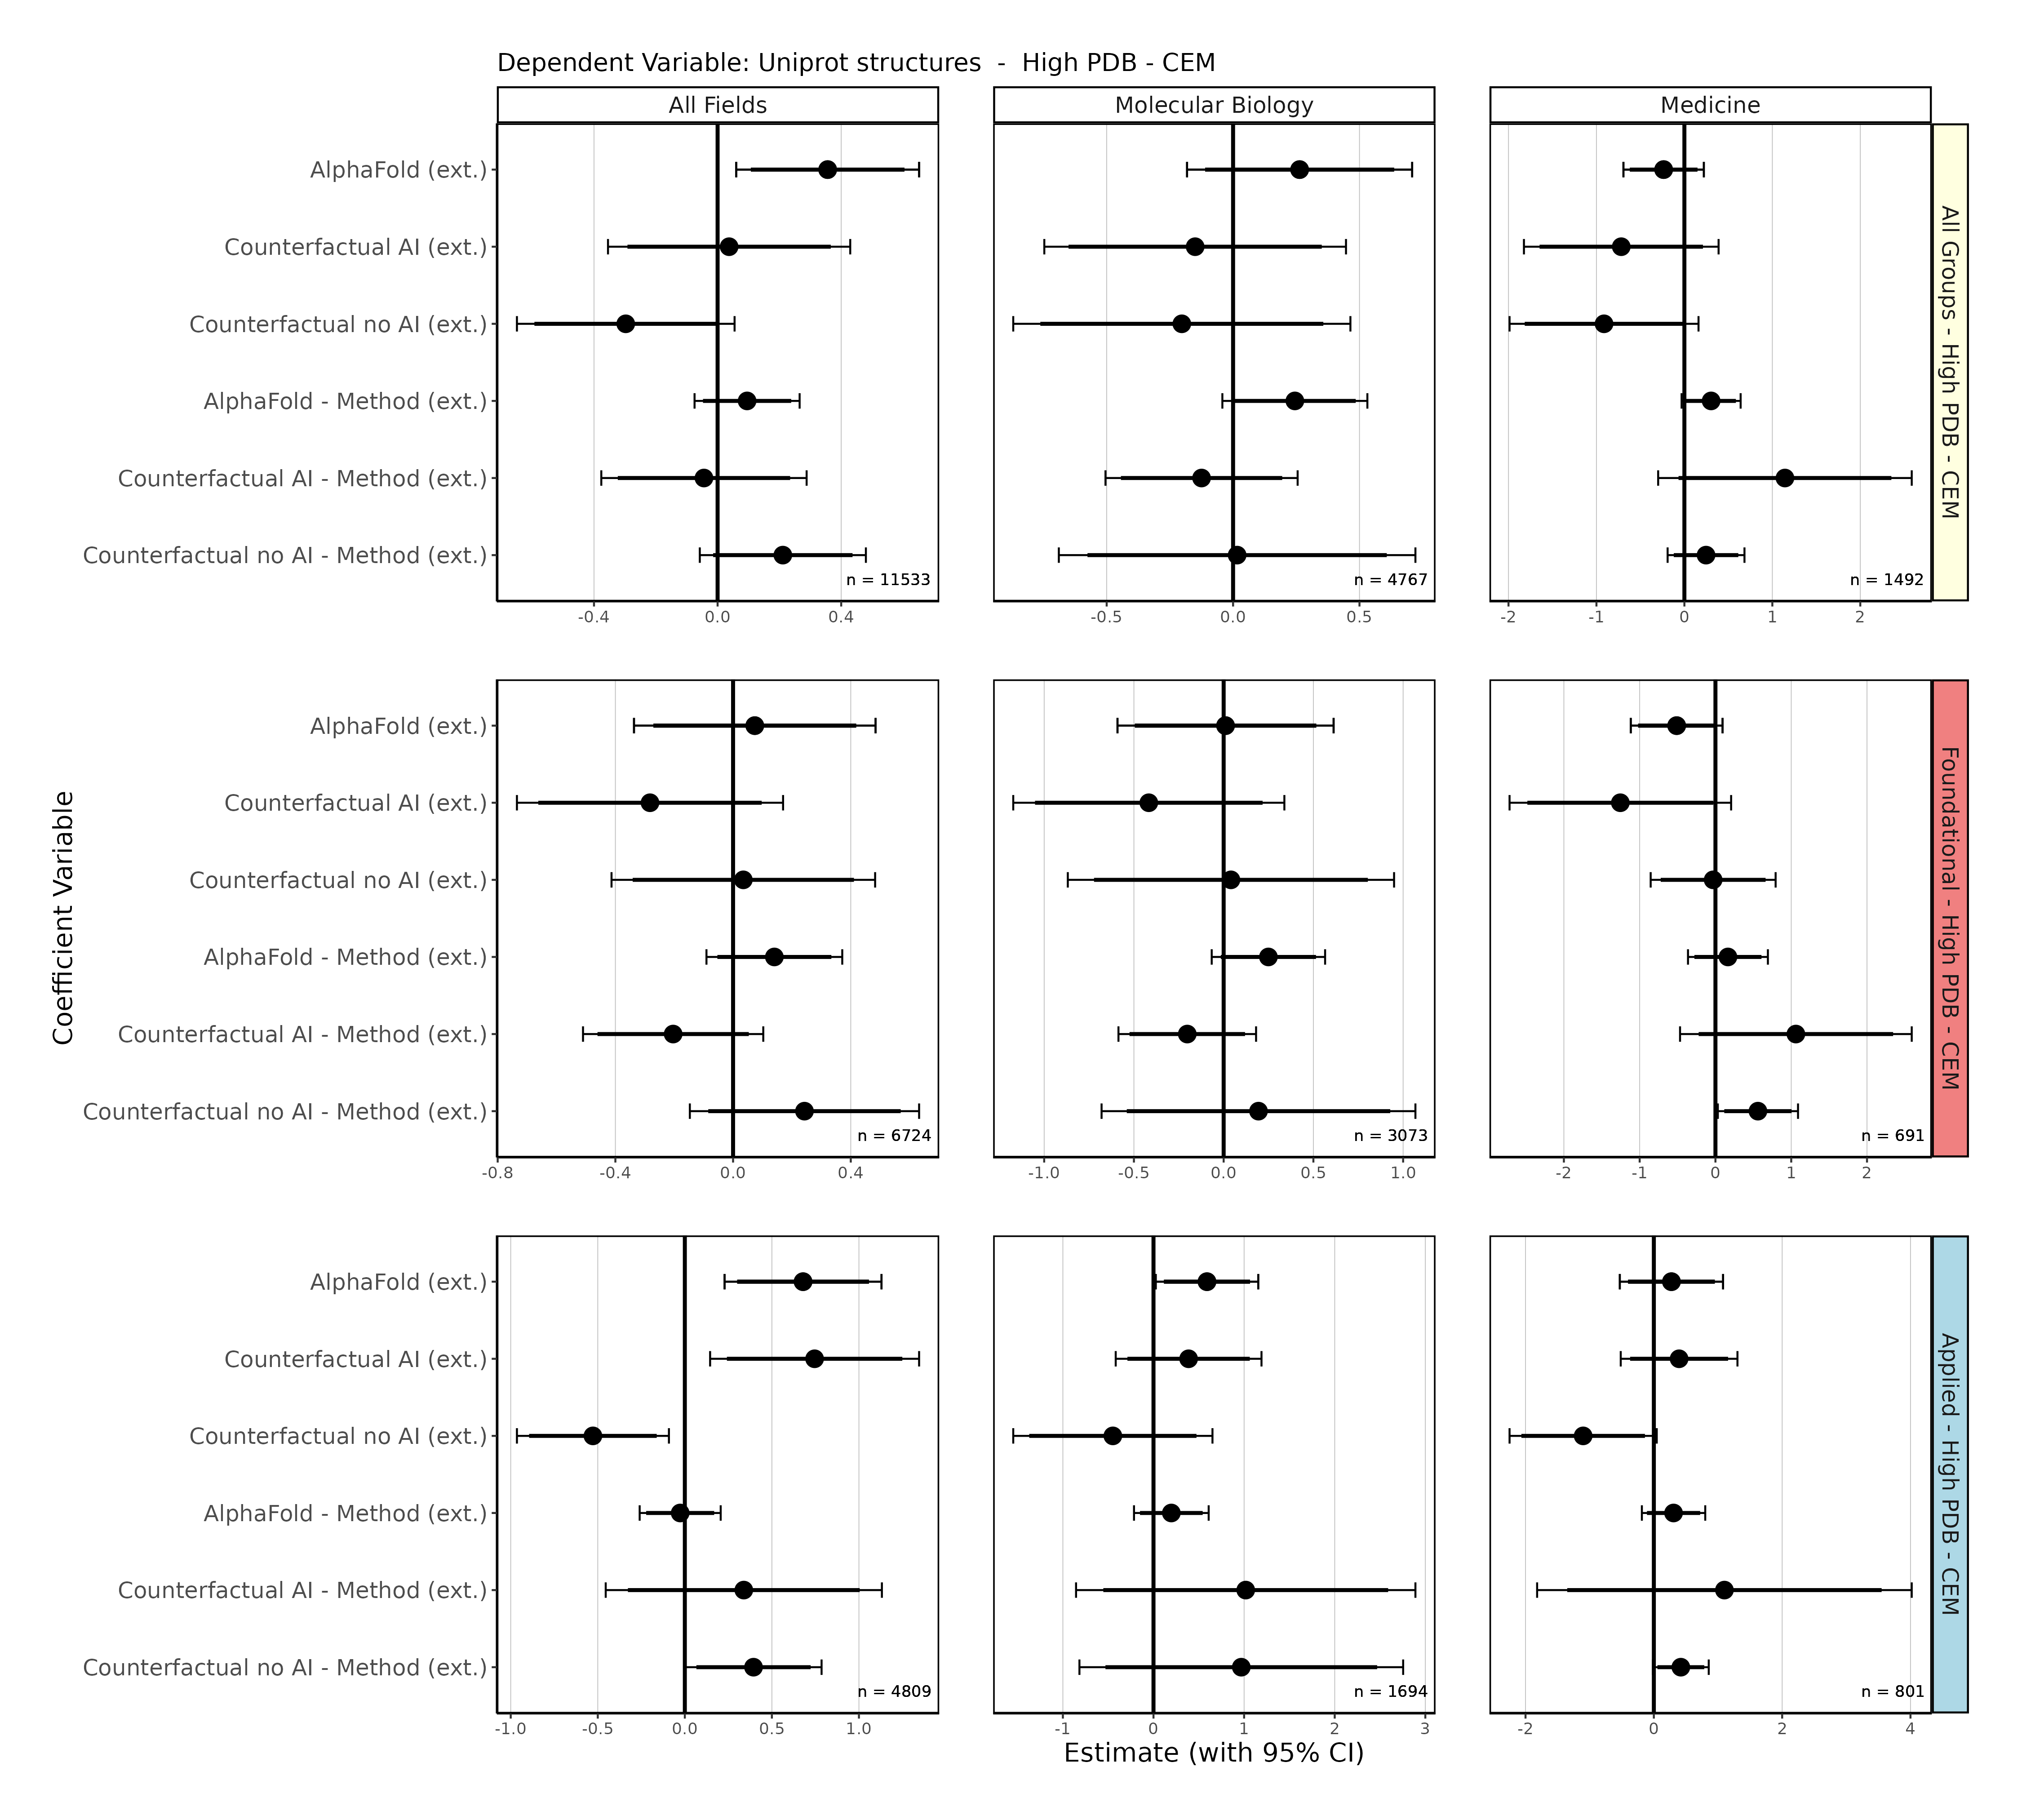 Dependent Variable: Uniprot structures  -  High PDB - CEM
All Fields
Molecular Biology
Medicine
AlphaFold (ext.)
Counterfactual AI (ext.)
Counterfactual no AI (ext.)
AlphaFold - Method (ext.)
Counterfactual AI - Method (ext.)
Counterfactual no AI - Method (ext.)
n = 11533
n = 4767
n = 1492
-0.4 0.0 0.4
-0.5 0.0 0.5
-2 -1 0 1 2
All Groups - High PDB - CEM
Coefficient Variable
AlphaFold (ext.)
Counterfactual AI (ext.)
Counterfactual no AI (ext.)
AlphaFold - Method (ext.)
Counterfactual AI - Method (ext.)
Counterfactual no AI - Method (ext.)
n = 6724
n = 3073
n = 691
-0.8 -0.4 0.0 0.4
-1.0 -0.5 0.0 0.5 1.0
-2 -1 0 1 2
Foundational - High PDB - CEM
AlphaFold (ext.)
Counterfactual AI (ext.)
Counterfactual no AI (ext.)
AlphaFold - Method (ext.)
Counterfactual AI - Method (ext.)
Counterfactual no AI - Method (ext.)
n = 4809
n = 1694
n = 801
-1.0 -0.5 0.0 0.5 1.0
-1 0 1 2 3
-2 0 2 4
Applied - High PDB - CEM
Estimate (with 95% CI)